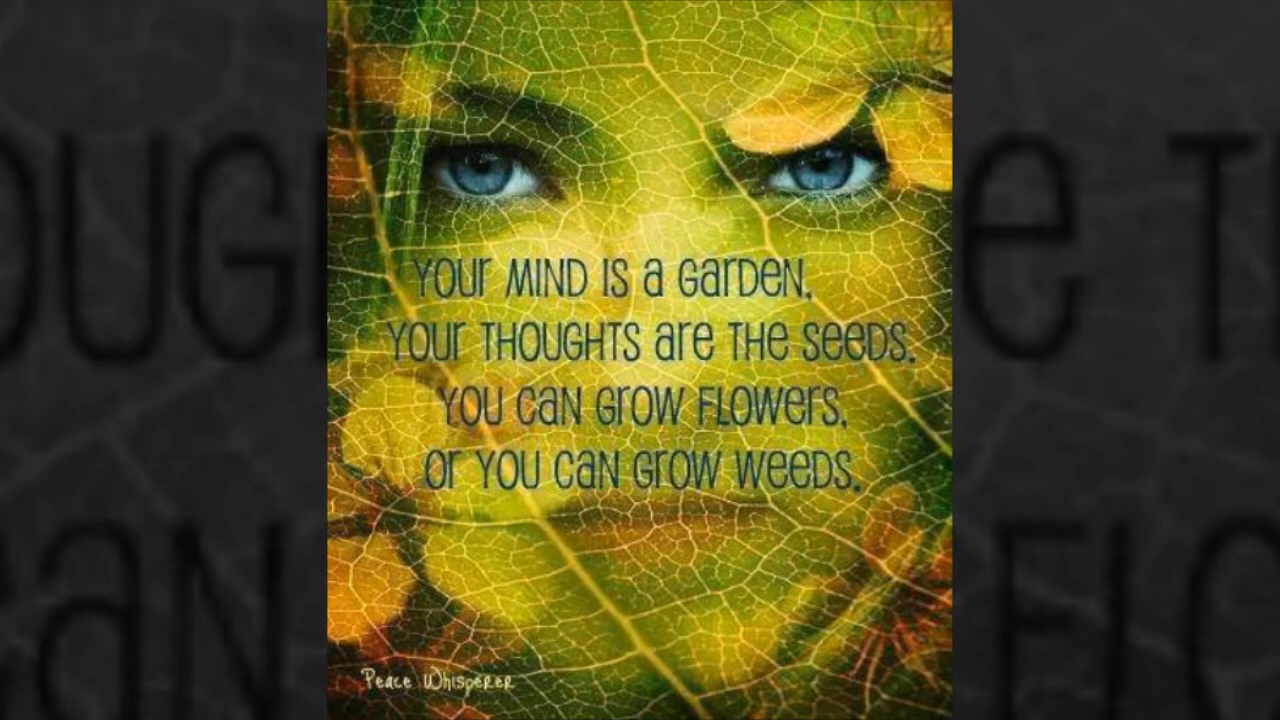 Your MIND IS a Garden,
Your THOUGHTS are THE seeds.
You can Grow Flowers,
or You can Grow weeds.
Peace Whisperer